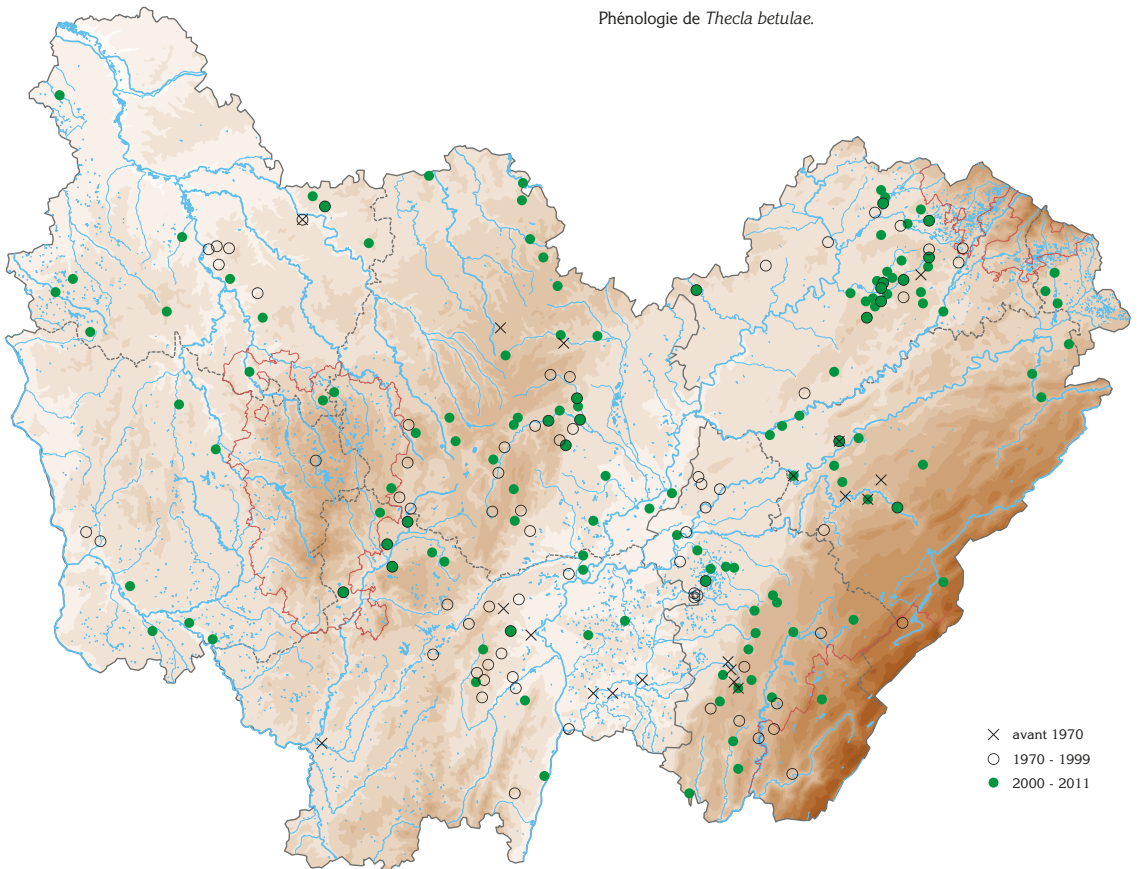 Phénologie de Thecla betulae.
avant 1970
1970 - 1999
2000 - 2011